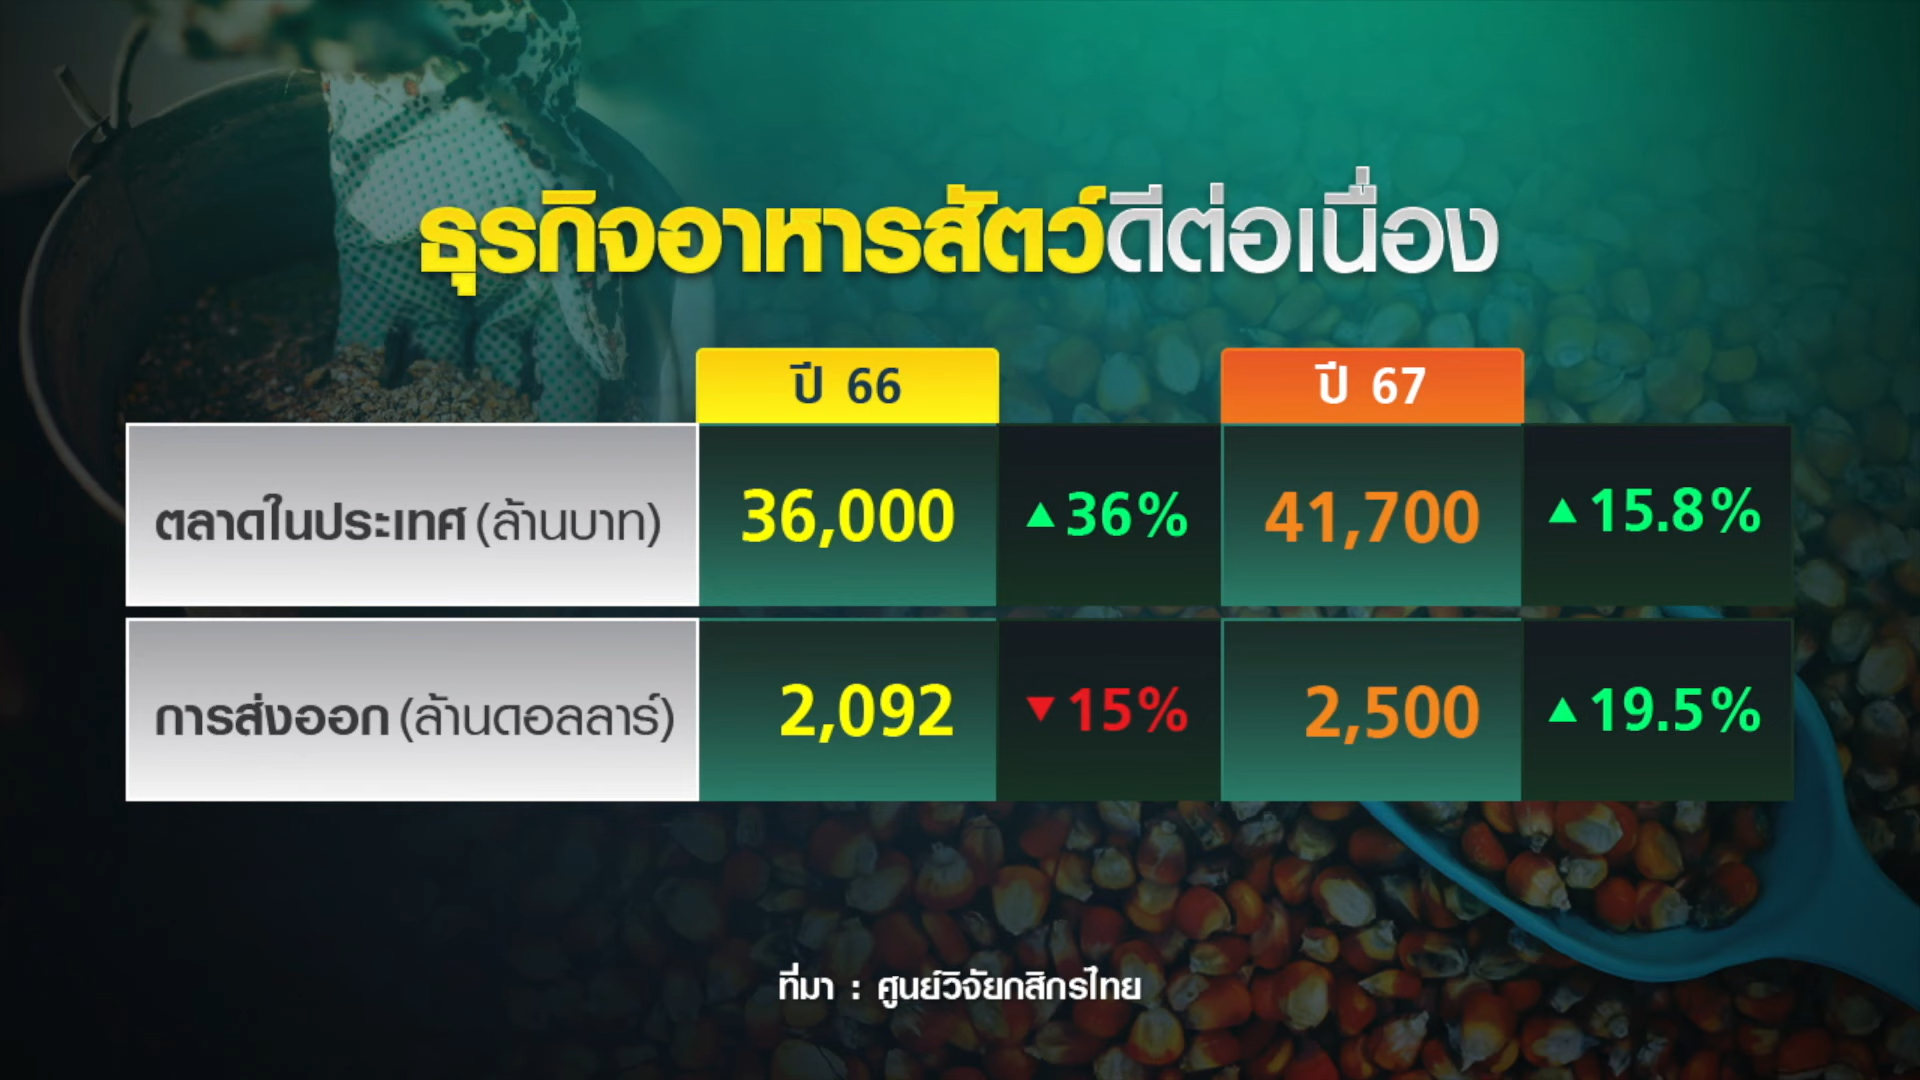 ธุรกิจอาหารสัตว์ดีต่อเนื่อง
ปี 66 ปี 67
ตลาดในประเทศ (ล้านบาท) 36,000 ▲36% 41,700 ▲15.8%
การส่งออก (ล้านดอลลาร์) 2,092 ▼15% 2,500 ▲19.5%
ที่มา : ศูนย์วิจัยกสิกรไทย